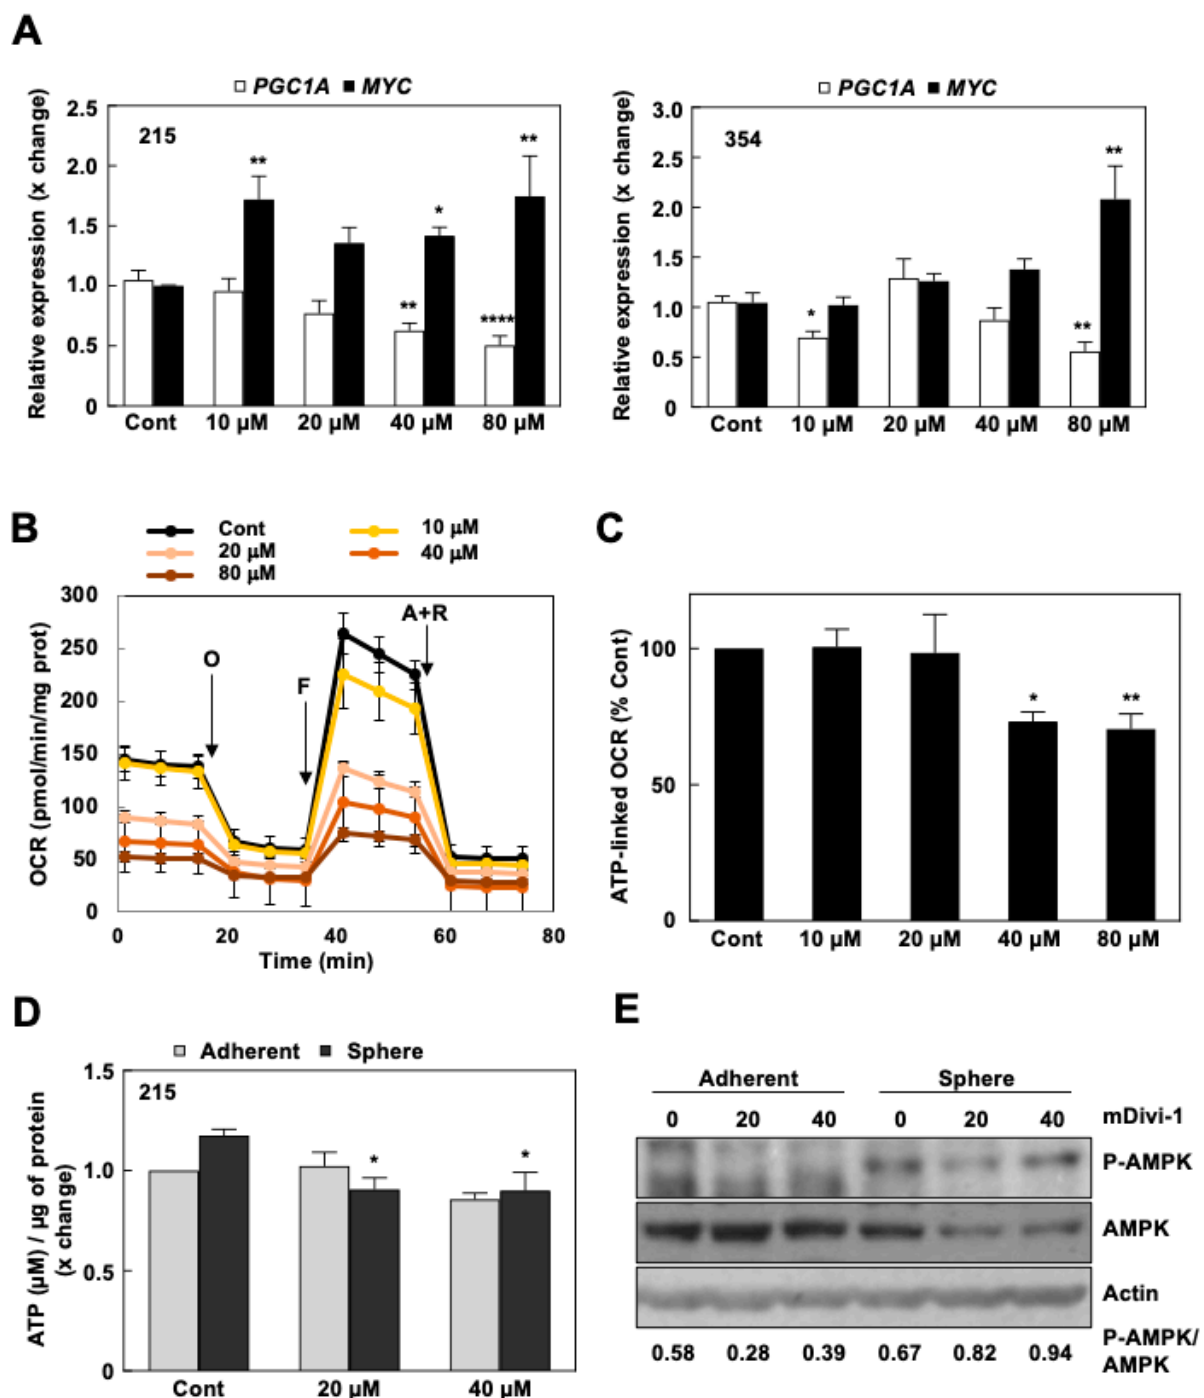 A
□ PGC1A ■ MYC
2.5
2.0
1.5
1.0
0.5
0
Relative expression (x change)
215
**
*
**
**
****
Cont 10 µM 20 µM 40 µM 80 µM
□ PGC1A ■ MYC
3.0
2.5
2.0
1.5
1.0
0.5
0
Relative expression (x change)
354
*
**
**
Cont 10 µM 20 µM 40 µM 80 µM
B
Cont 10 µM
20 µM 40 µM
80 µM
300
250
200
150
100
50
0
OCR (pmol/min/mg prot)
O
F
A+R
0 20 40 60 80
Time (min)
C
100
50
0
ATP-linked OCR (% Cont)
*
**
Cont 10 µM 20 µM 40 µM 80 µM
D
Adherent Sphere
1.5
1.0
0.5
0
ATP (µM) / µg of protein
(x change)
215
*
*
Cont 20 µM 40 µM
E
Adherent Sphere
0 20 40 0 20 40 mDivi-1
P-AMPK
AMPK
Actin
0.58 0.28 0.39 0.67 0.82 0.94 P-AMPK/
AMPK